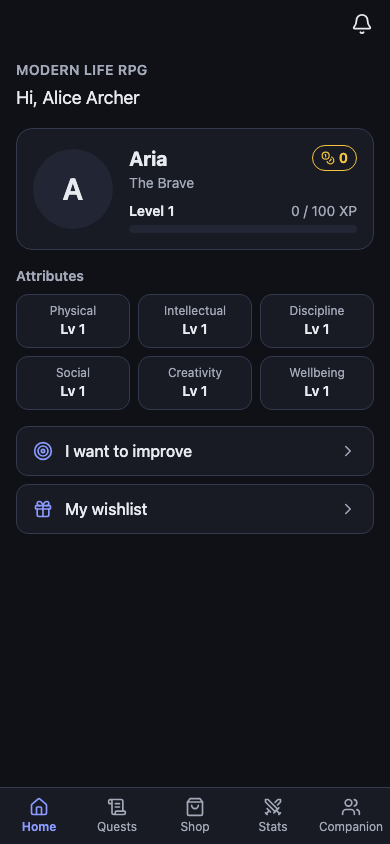 MODERN LIFE RPG
Hi, Alice Archer
A
Aria
0
The Brave
Level 1
0 / 100 XP
Attributes
Physical
Lv 1
Intellectual
Lv 1
Discipline
Lv 1
Social
Lv 1
Creativity
Lv 1
Wellbeing
Lv 1
I want to improve
My wishlist
Home
Quests
Shop
Stats
Companion